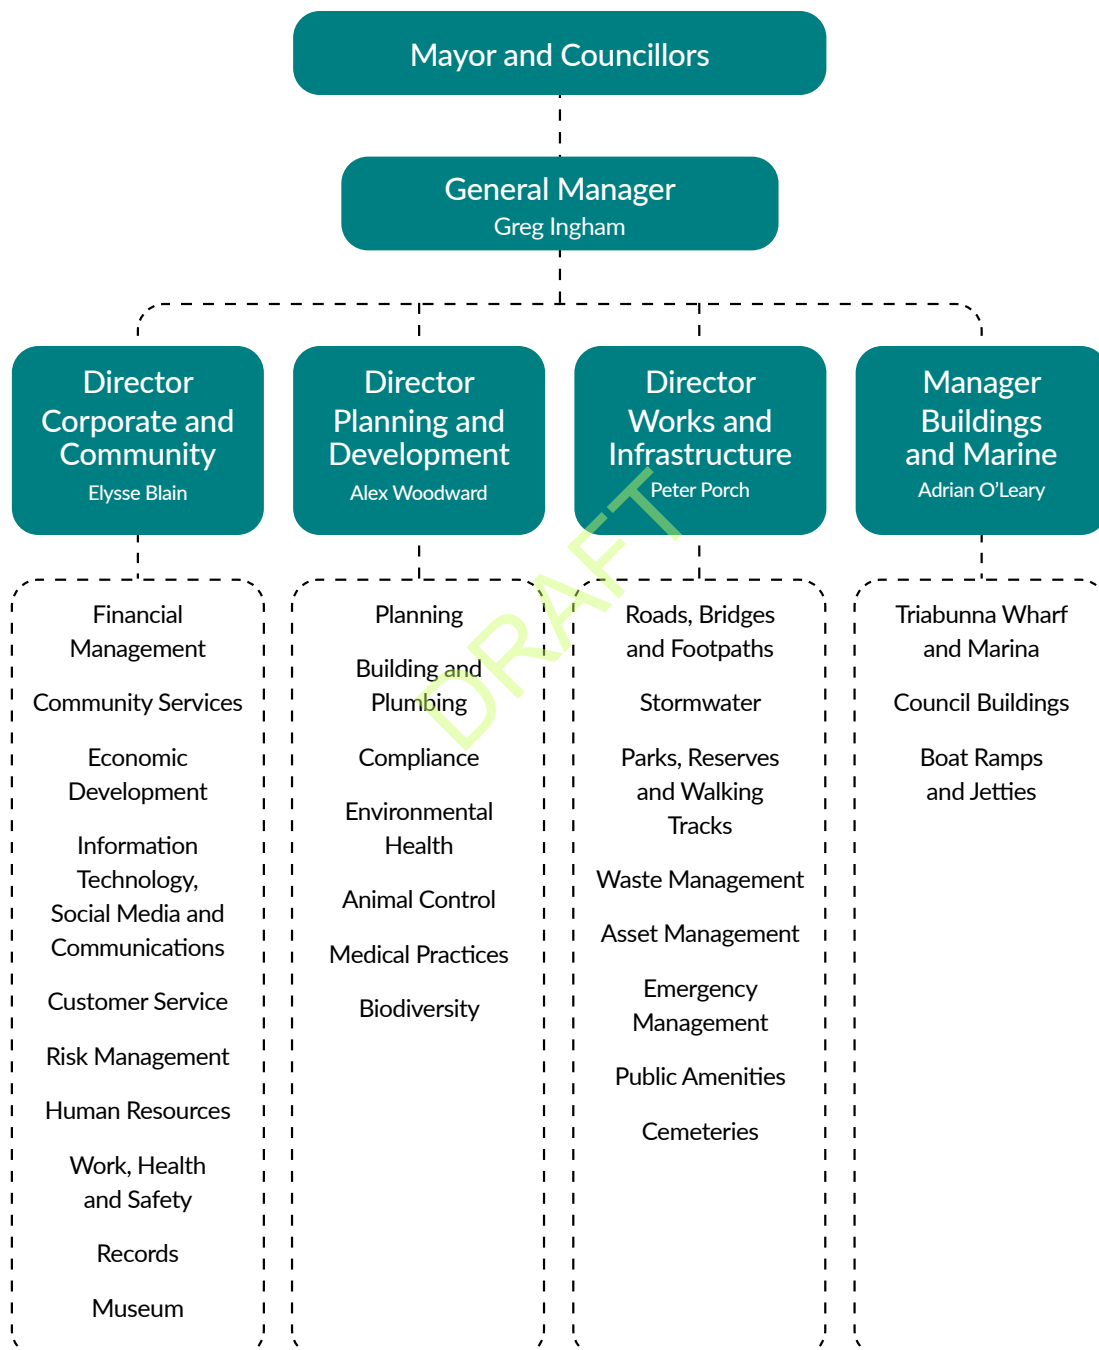 Mayor and Councillors
General Manager
Greg Ingham
Director
Corporate and
Community
Elysse Blain
Director
Planning and
Development
Alex Woodward
Director
Works and
Infrastructure
Peter Porch
Manager
Buildings
and Marine
Adrian O'Leary
Financial
Management
Community Services
Economic
Development
Information
Technology,
Social Media and
Communications
Customer Service
Risk Management
Human Resources
Work, Health
and Safety
Records
Museum
Planning
Building and
Plumbing
Compliance
Environmental
Health
Animal Control
Medical Practices
Biodiversity
Roads, Bridges
and Footpaths
Stormwater
Parks, Reserves
and Walking
Tracks
Waste Management
Asset Management
Emergency
Management
Public Amenities
Cemeteries
Triabunna Wharf
and Marina
Council Buildings
Boat Ramps
and Jetties
DRAFT